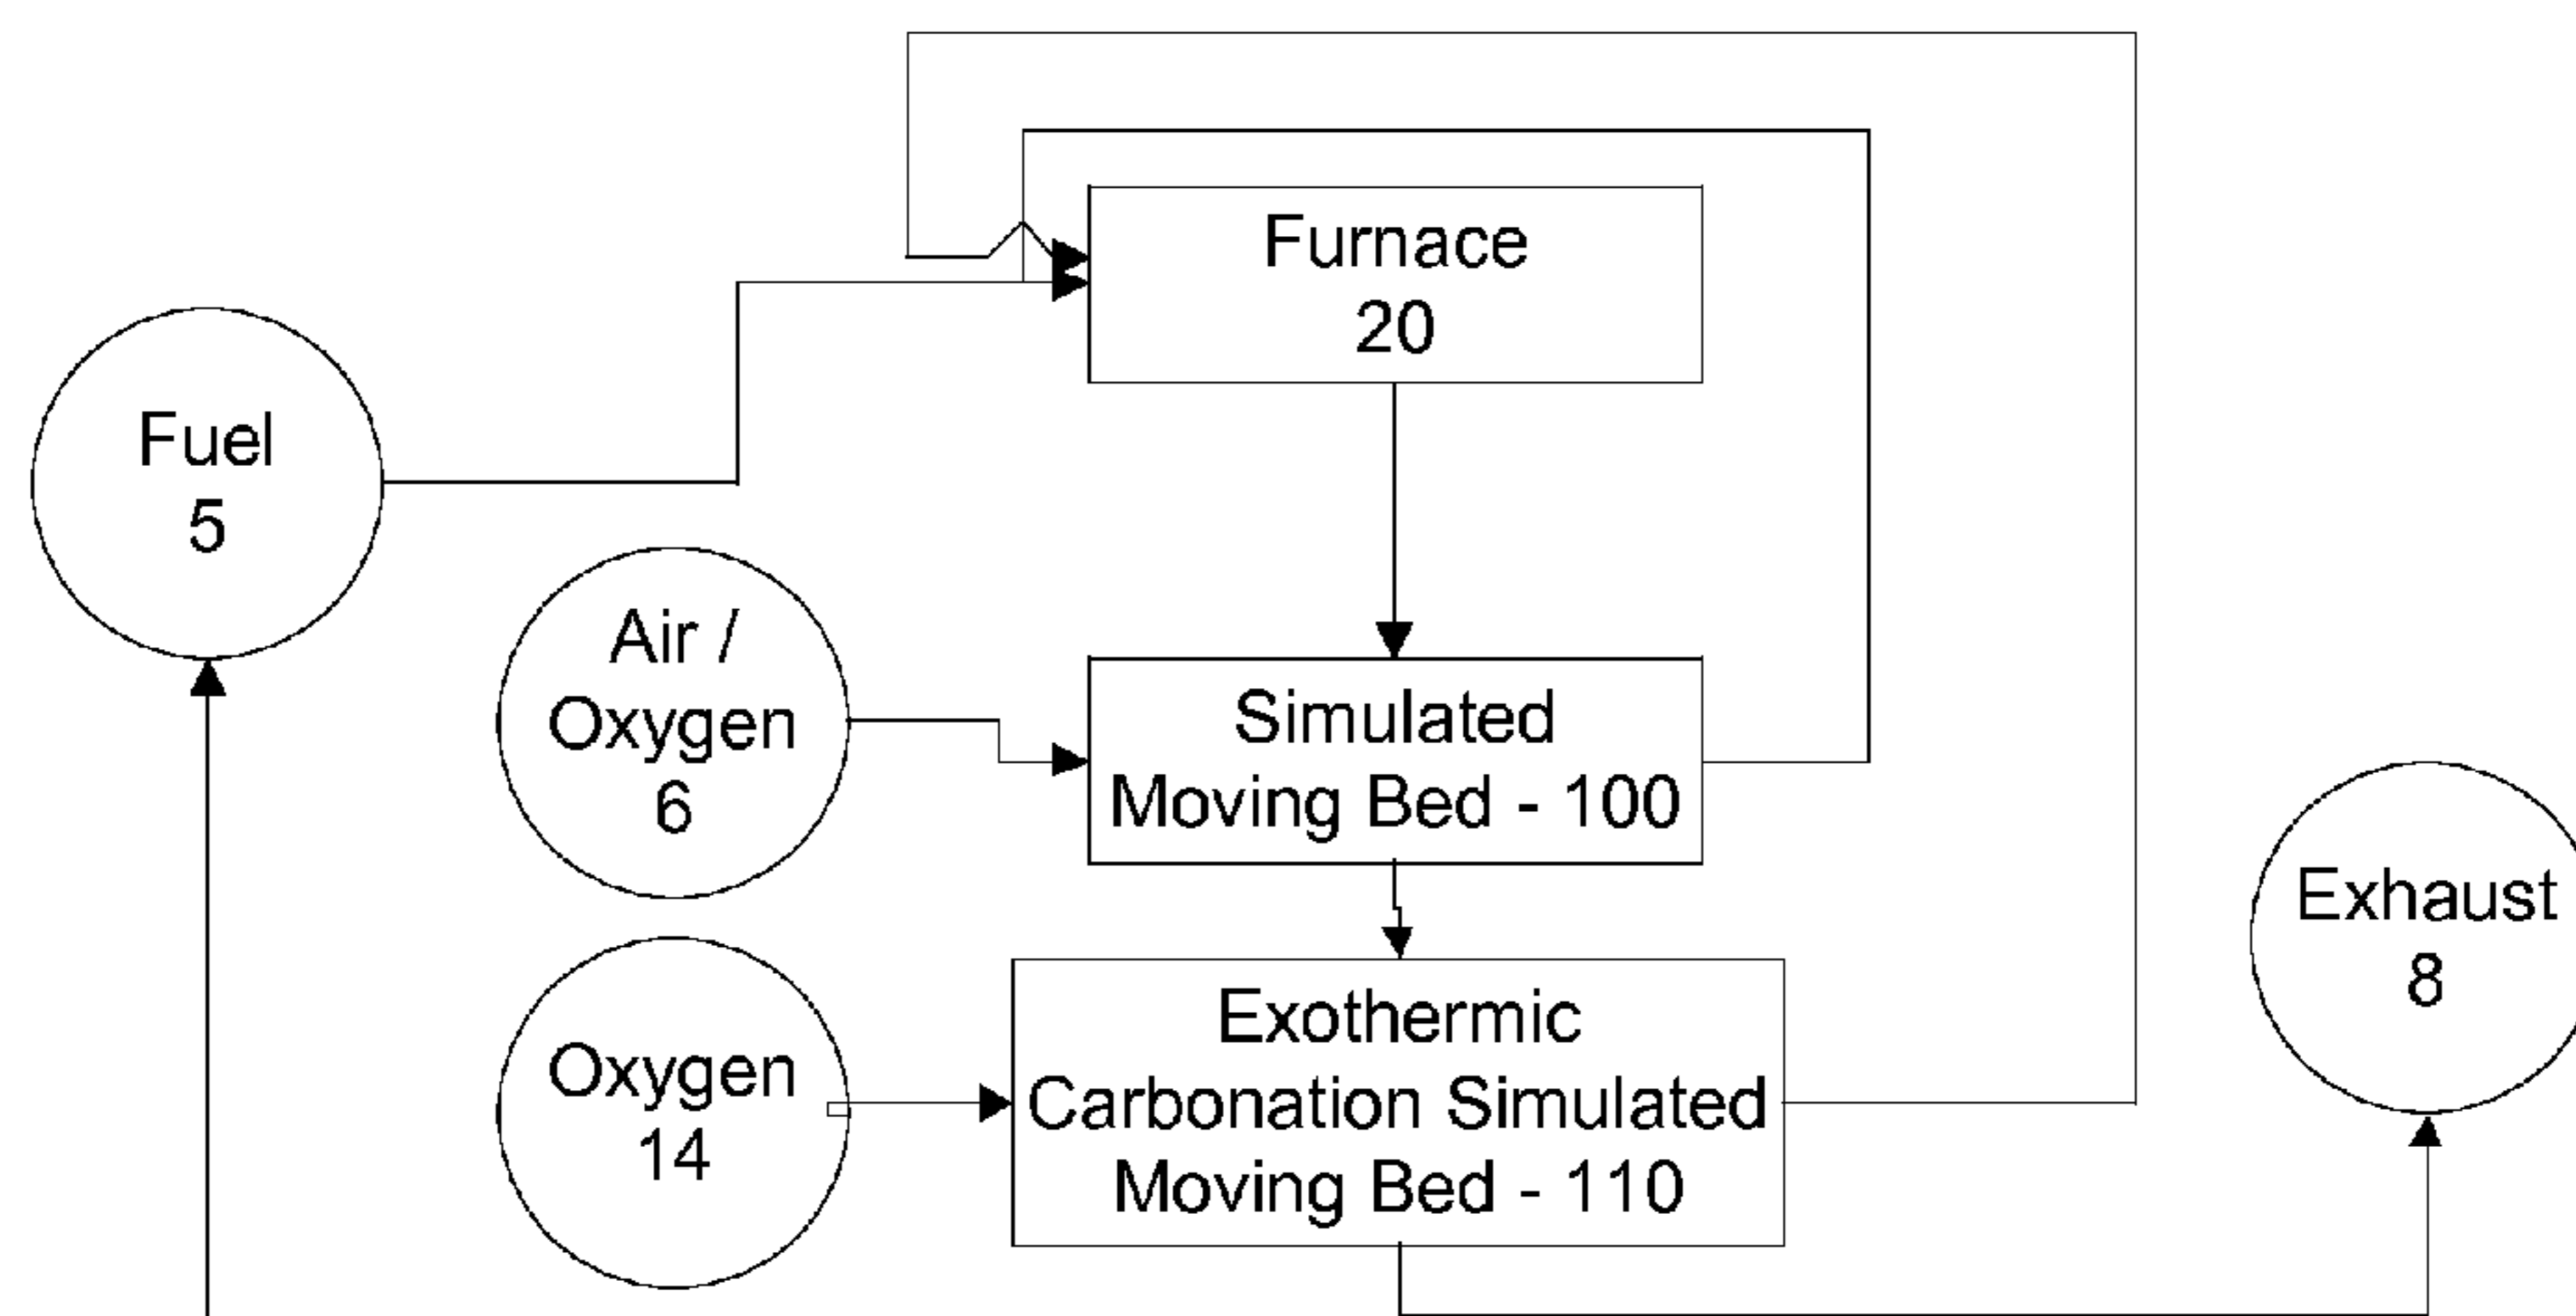 Furnace
20
Fuel
5
Air /
Oxygen
6
Simulated
Moving Bed - 100
Exhaust
8
Oxygen
14
Exothermic
Carbonation Simulated
Moving Bed - 110